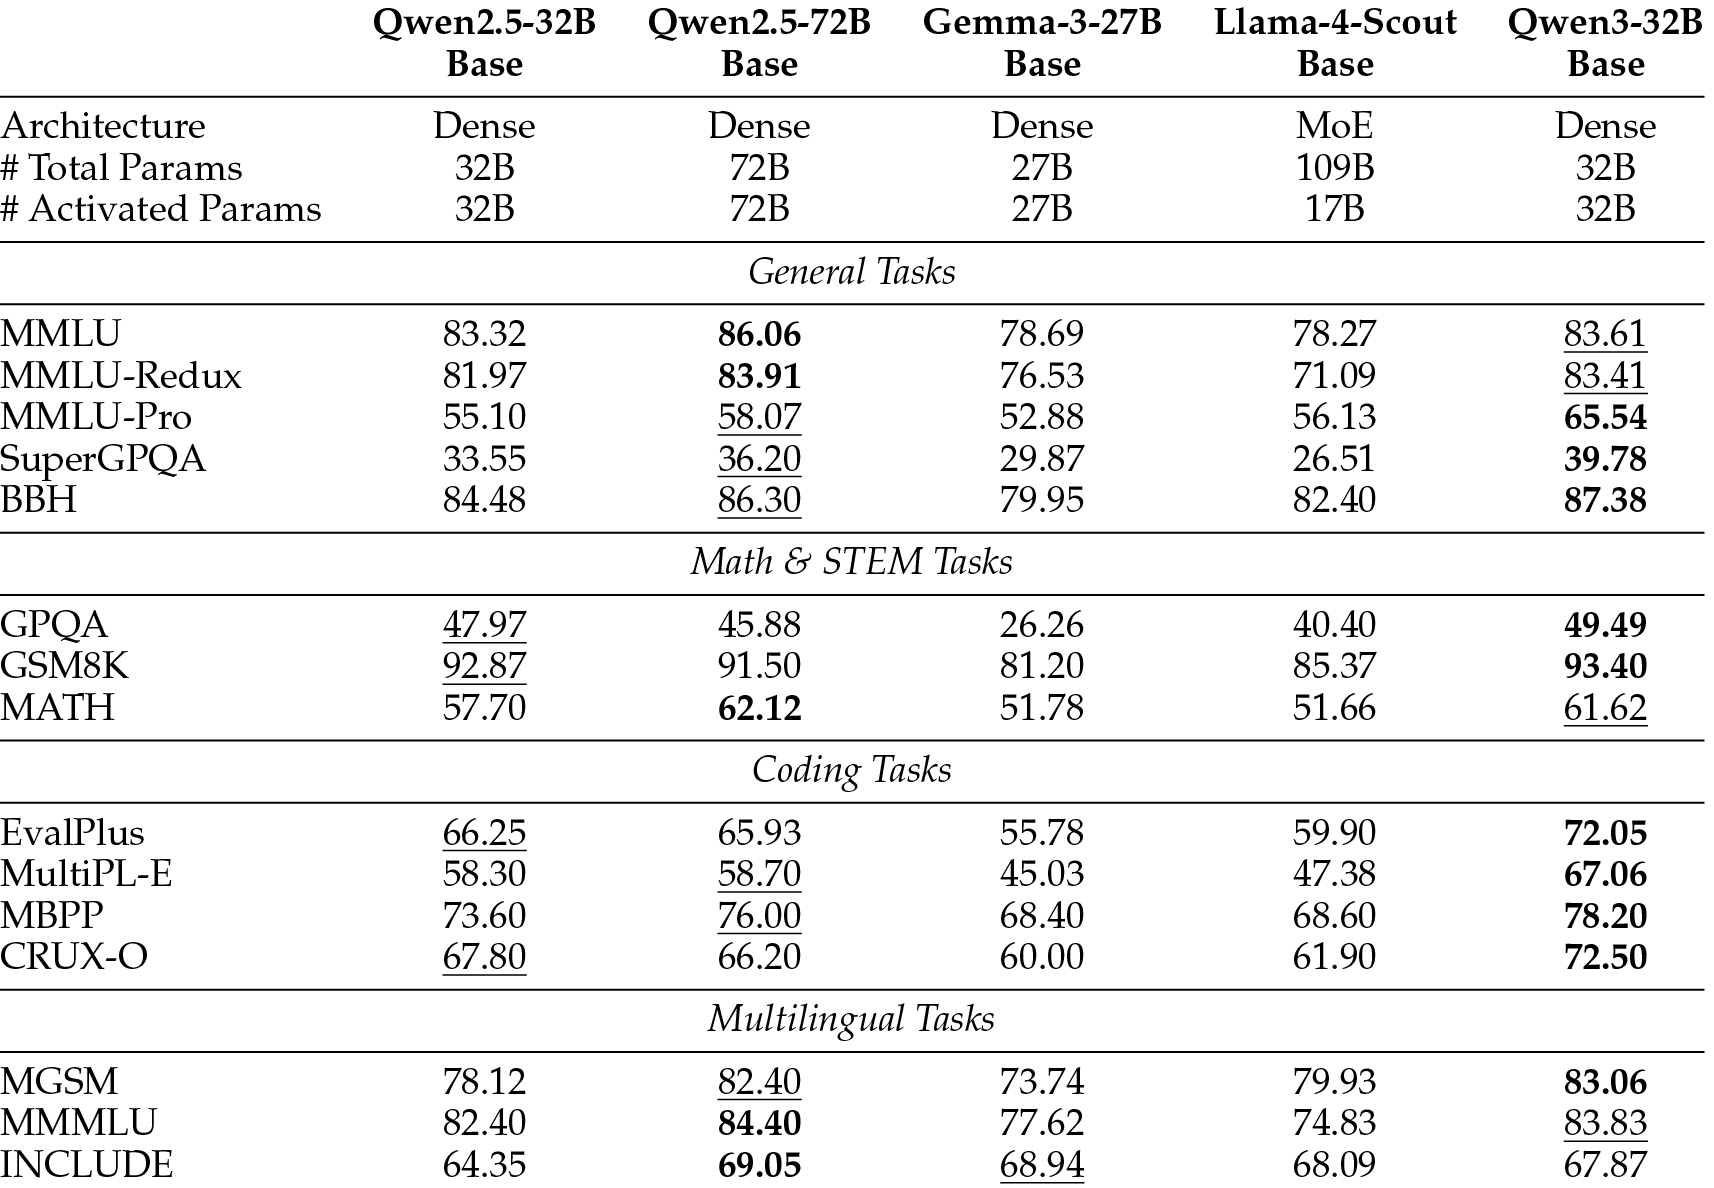 Qwen2.5-32B Qwen2.5-72B Gemma-3-27B Llama-4-Scout Qwen3-32B
Base Base Base Base Base
Architecture Dense Dense Dense MoE Dense
# Total Params 32B 72B 27B 109B 32B
# Activated Params 32B 72B 27B 17B 32B
General Tasks
MMLU 83.32 86.06 78.69 78.27 83.61
MMLU-Redux 81.97 83.91 76.53 71.09 83.41
MMLU-Pro 55.10 58.07 52.88 56.13 65.54
SuperGPQA 33.55 36.20 29.87 26.51 39.78
BBH 84.48 86.30 79.95 82.40 87.38
Math & STEM Tasks
GPQA 47.97 45.88 26.26 40.40 49.49
GSM8K 92.87 91.50 81.20 85.37 93.40
MATH 57.70 62.12 51.78 51.66 61.62
Coding Tasks
EvalPlus 66.25 65.93 55.78 59.90 72.05
MultiPL-E 58.30 58.70 45.03 47.38 67.06
MBPP 73.60 76.00 68.40 68.60 78.20
CRUX-O 67.80 66.20 60.00 61.90 72.50
Multilingual Tasks
MGSM 78.12 82.40 73.74 79.93 83.06
MMMLU 82.40 84.40 77.62 74.83 83.83
INCLUDE 64.35 69.05 68.94 68.09 67.87